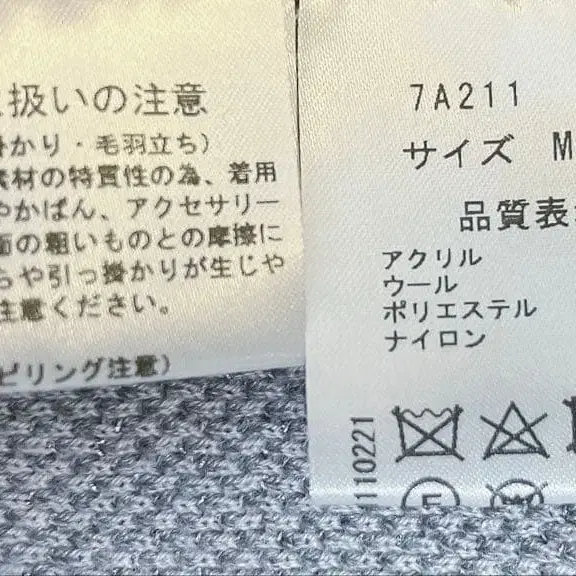 扱いの注意
掛かり・毛羽立ち)
素材の特質性の為、着用
やかばん、アクセサリー
面の粗いものとの摩擦に
らや引っ掛かりが生じや
注意ください。
ピリング注意)
7A211
サイズ M
品質表
アクリル
ウール
ポリエステル
ナイロン
110221